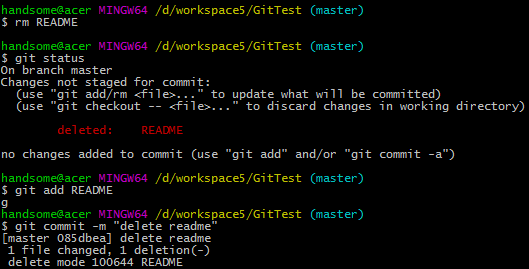 handsome@acer MINGW64 /d/workspace5/GitTest (master)
$ rm README
handsome@acer MINGW64 /d/workspace5/GitTest (master)
$ git status
On branch master
Changes not staged for commit:
  (use "git add/rm <file>..." to update what will be committed)
  (use "git checkout -- <file>..." to discard changes in working directory)
        deleted:    README
no changes added to commit (use "git add" and/or "git commit -a")
handsome@acer MINGW64 /d/workspace5/GitTest (master)
$ git add README
g
handsome@acer MINGW64 /d/workspace5/GitTest (master)
$ git commit -m "delete readme"
[master 085dbea] delete readme
 1 file changed, 1 deletion(-)
 delete mode 100644 README